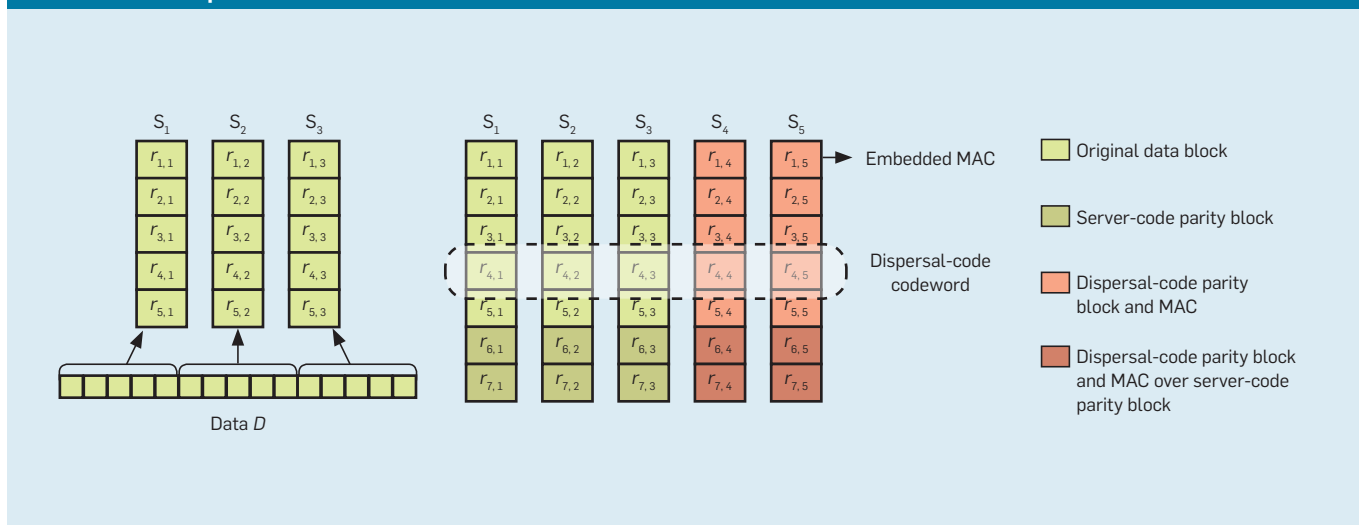 S1 S2 S3
r1, 1 r1, 2 r1, 3
r2, 1 r2, 2 r2, 3
r3, 1 r3, 2 r3, 3
r4, 1 r4, 2 r4, 3
r5, 1 r5, 2 r5, 3
Data D
S1 S2 S3 S4 S5
r1, 1 r1, 2 r1, 3 r1, 4 r1, 5
r2, 1 r2, 2 r2, 3 r2, 4 r2, 5
r3, 1 r3, 2 r3, 3 r3, 4 r3, 5
r4, 1 r4, 2 r4, 3 r4, 4 r4, 5
r5, 1 r5, 2 r5, 3 r5, 4 r5, 5
r6, 1 r6, 2 r6, 3 r6, 4 r6, 5
r7, 1 r7, 2 r7, 3 r7, 4 r7, 5
Embedded MAC
Dispersal-code
codeword
Original data block
Server-code parity block
Dispersal-code parity
block and MAC
Dispersal-code parity block
and MAC over server-code
parity block